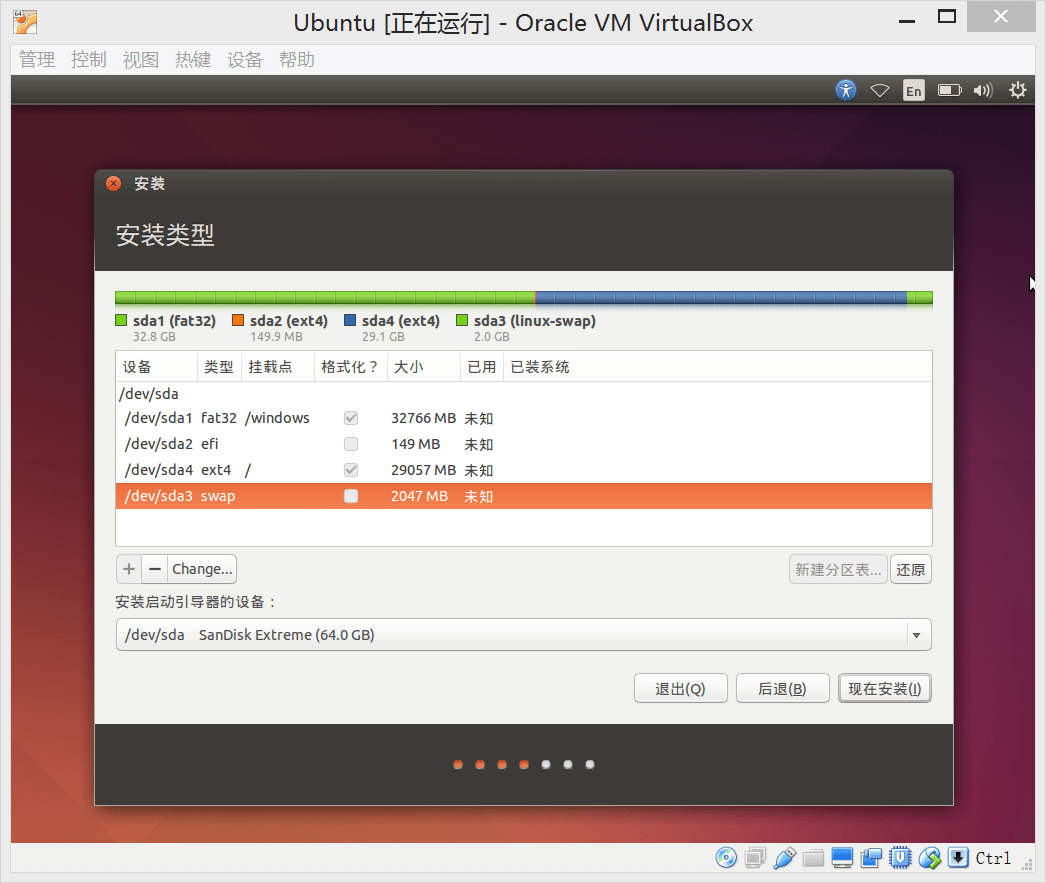 64
Ubuntu [正在运行] - Oracle VM VirtualBox
管理 控制 视图 热键 设备 帮助
En
安装
安装类型
sda1 (fat32) sda2 (ext4) sda4 (ext4) sda3 (linux-swap)
32.8 GB 149.9 MB 29.1 GB 2.0 GB
设备 类型 挂载点 格式化？ 大小 已用 已装系统
/dev/sda
/dev/sda1 fat32 /windows 32766 MB 未知
/dev/sda2 efi 149 MB 未知
/dev/sda4 ext4 / 29057 MB 未知
/dev/sda3 swap 2047 MB 未知
+ − Change... 新建分区表... 还原
安装启动引导器的设备：
/dev/sda SanDisk Extreme (64.0 GB)
退出(Q) 后退(B) 现在安装(I)
Ctrl